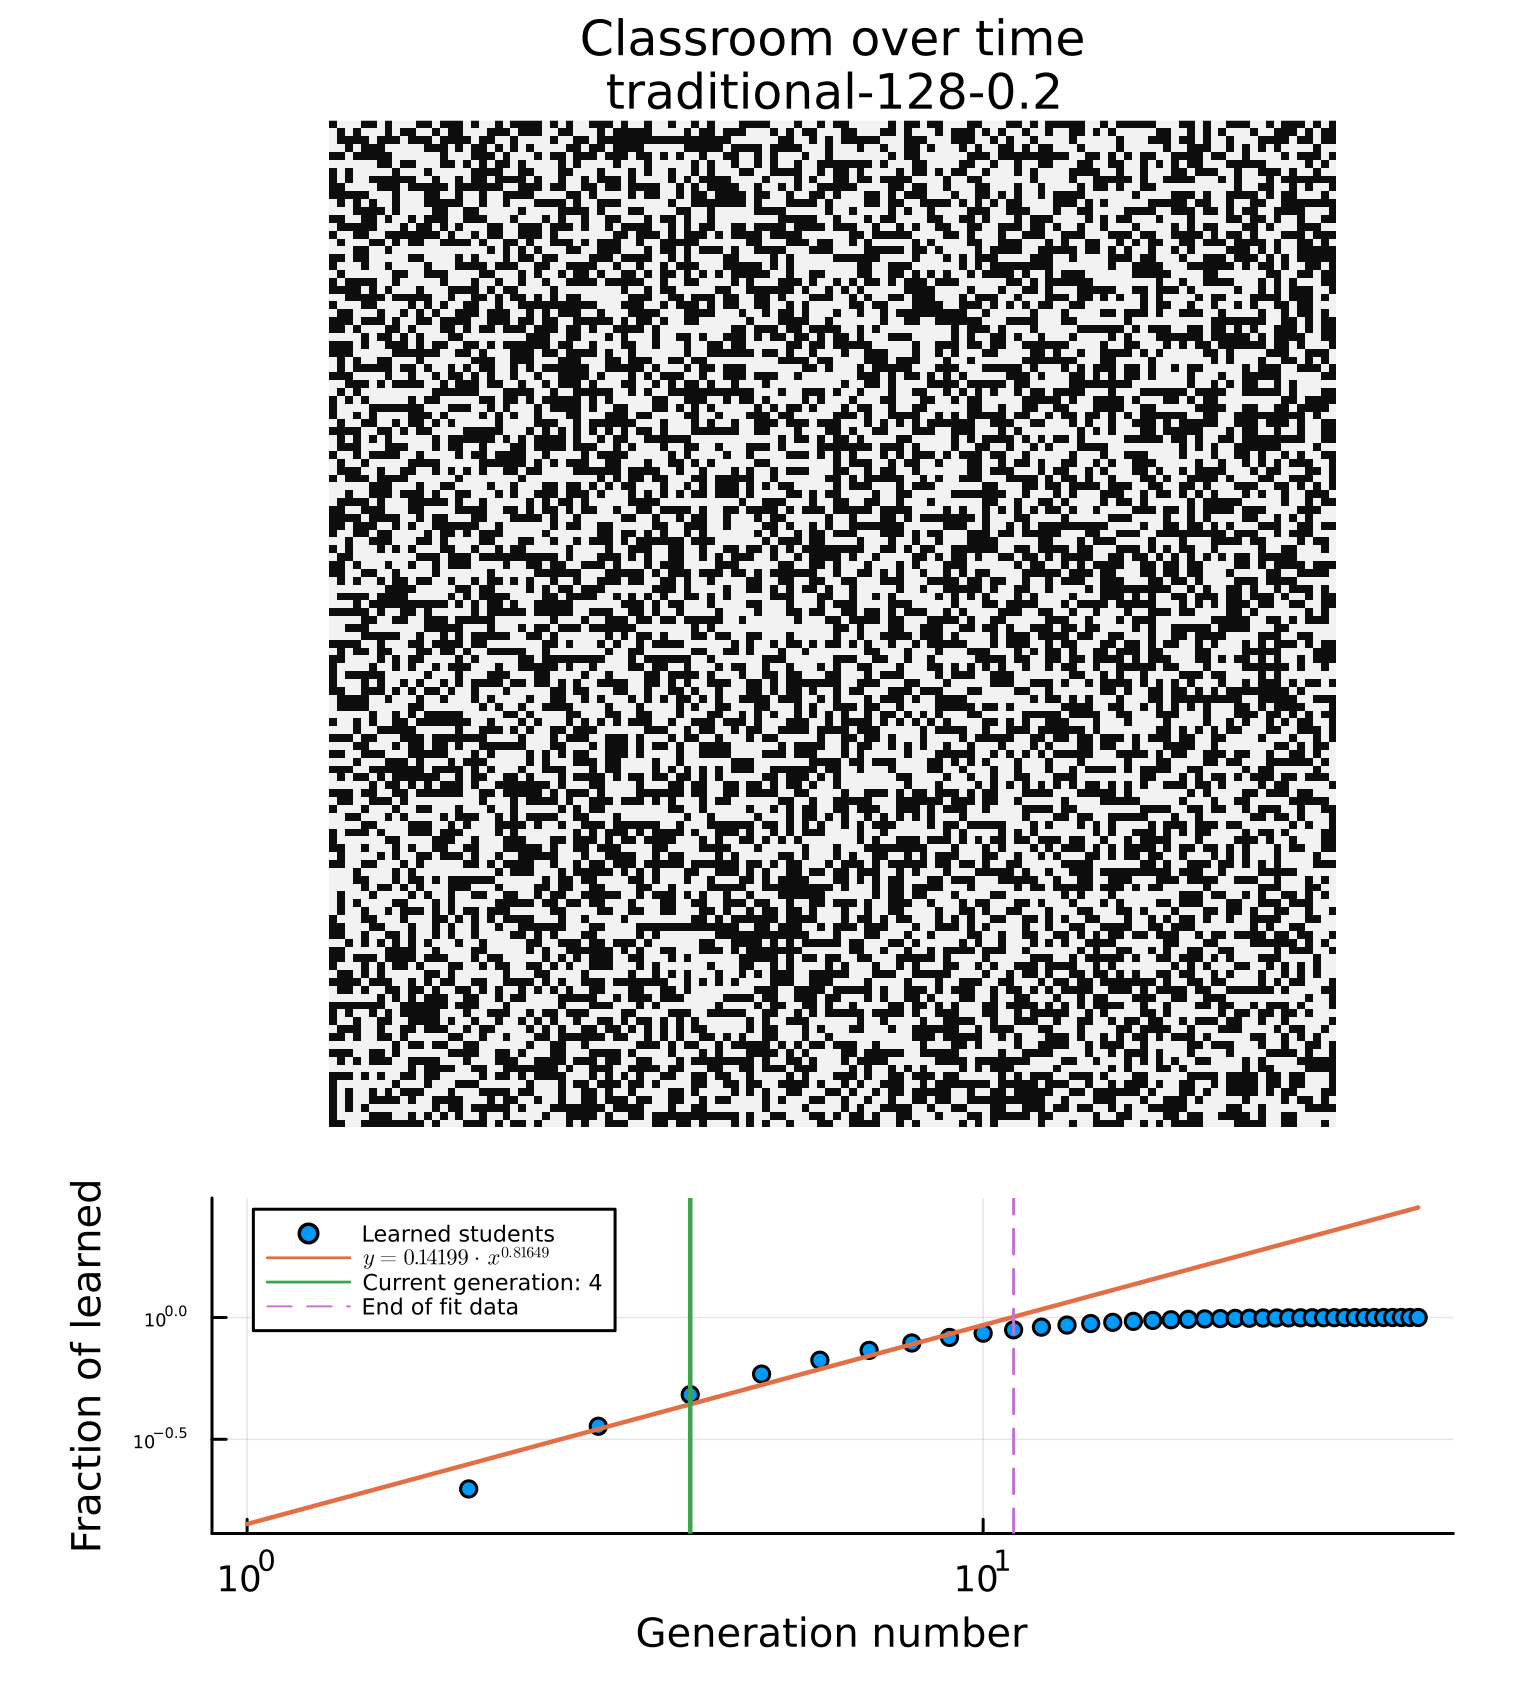 Classroom over time
traditional-128-0.2
Fraction of learned
Learned students
y = 0.14199 · x^0.81649
Current generation: 4
End of fit data
10^0.0
10^−0.5
10^0
10^1
Generation number